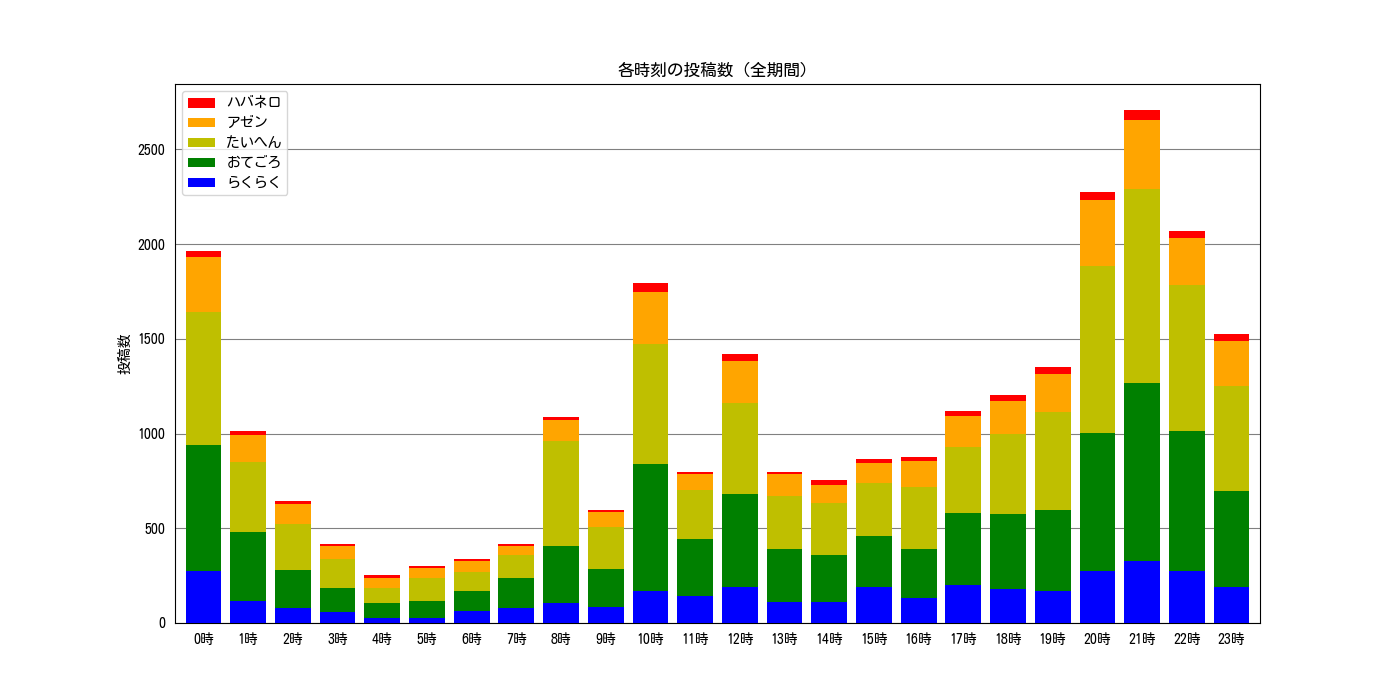 各時刻の投稿数（全期間）
ハバネロ
アゼン
たいへん
おてごろ
らくらく
投稿数
2500
2000
1500
1000
500
0
0時 1時 2時 3時 4時 5時 6時 7時 8時 9時 10時 11時 12時 13時 14時 15時 16時 17時 18時 19時 20時 21時 22時 23時